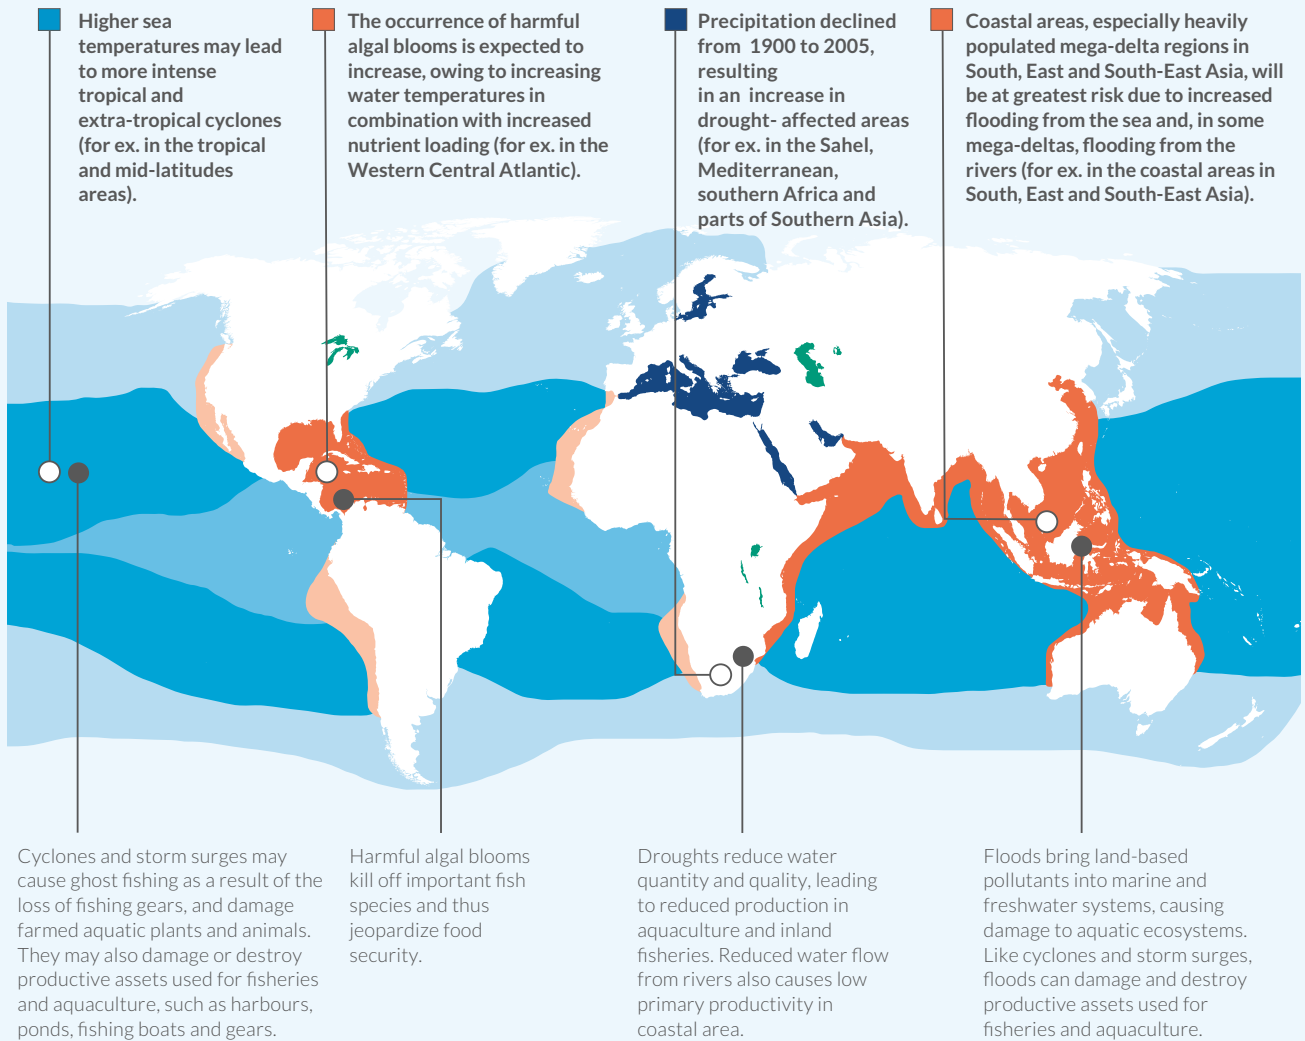 Higher sea
temperatures may lead
to more intense
tropical and
extra-tropical cyclones
(for ex. in the tropical
and mid-latitudes
areas).
The occurrence of harmful
algal blooms is expected to
increase, owing to increasing
water temperatures in
combination with increased
nutrient loading (for ex. in the
Western Central Atlantic).
Precipitation declined
from 1900 to 2005,
resulting
in an increase in
drought- affected areas
(for ex. in the Sahel,
Mediterranean,
southern Africa and
parts of Southern Asia).
Coastal areas, especially heavily
populated mega-delta regions in
South, East and South-East Asia, will
be at greatest risk due to increased
flooding from the sea and, in some
mega-deltas, flooding from the
rivers (for ex. in the coastal areas in
South, East and South-East Asia).
Cyclones and storm surges may
cause ghost fishing as a result of the
loss of fishing gears, and damage
farmed aquatic plants and animals.
They may also damage or destroy
productive assets used for fisheries
and aquaculture, such as harbours,
ponds, fishing boats and gears.
Harmful algal blooms
kill off important fish
species and thus
jeopardize food
security.
Droughts reduce water
quantity and quality, leading
to reduced production in
aquaculture and inland
fisheries. Reduced water flow
from rivers also causes low
primary productivity in
coastal area.
Floods bring land-based
pollutants into marine and
freshwater systems, causing
damage to aquatic ecosystems.
Like cyclones and storm surges,
floods can damage and destroy
productive assets used for
fisheries and aquaculture.